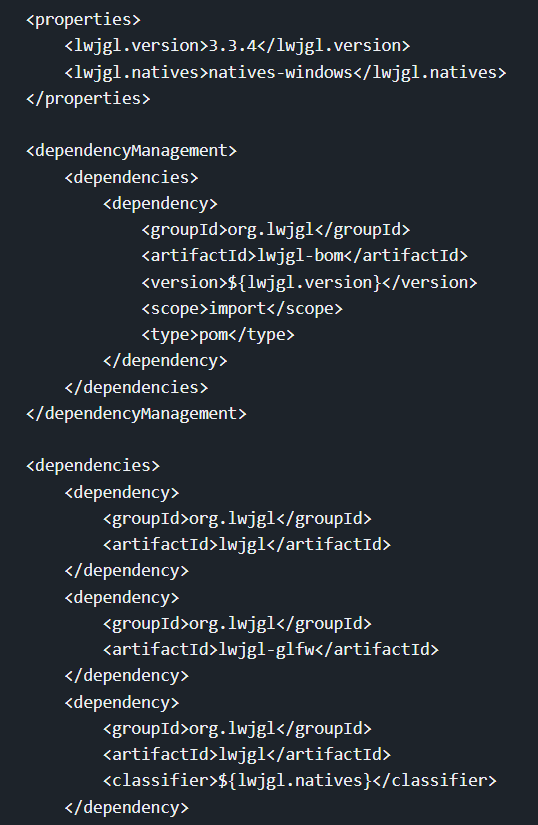 <properties>
    <lwjgl.version>3.3.4</lwjgl.version>
    <lwjgl.natives>natives-windows</lwjgl.natives>
</properties>

<dependencyManagement>
    <dependencies>
        <dependency>
            <groupId>org.lwjgl</groupId>
            <artifactId>lwjgl-bom</artifactId>
            <version>${lwjgl.version}</version>
            <scope>import</scope>
            <type>pom</type>
        </dependency>
    </dependencies>
</dependencyManagement>

<dependencies>
    <dependency>
        <groupId>org.lwjgl</groupId>
        <artifactId>lwjgl</artifactId>
    </dependency>
    <dependency>
        <groupId>org.lwjgl</groupId>
        <artifactId>lwjgl-glfw</artifactId>
    </dependency>
    <dependency>
        <groupId>org.lwjgl</groupId>
        <artifactId>lwjgl</artifactId>
        <classifier>${lwjgl.natives}</classifier>
    </dependency>